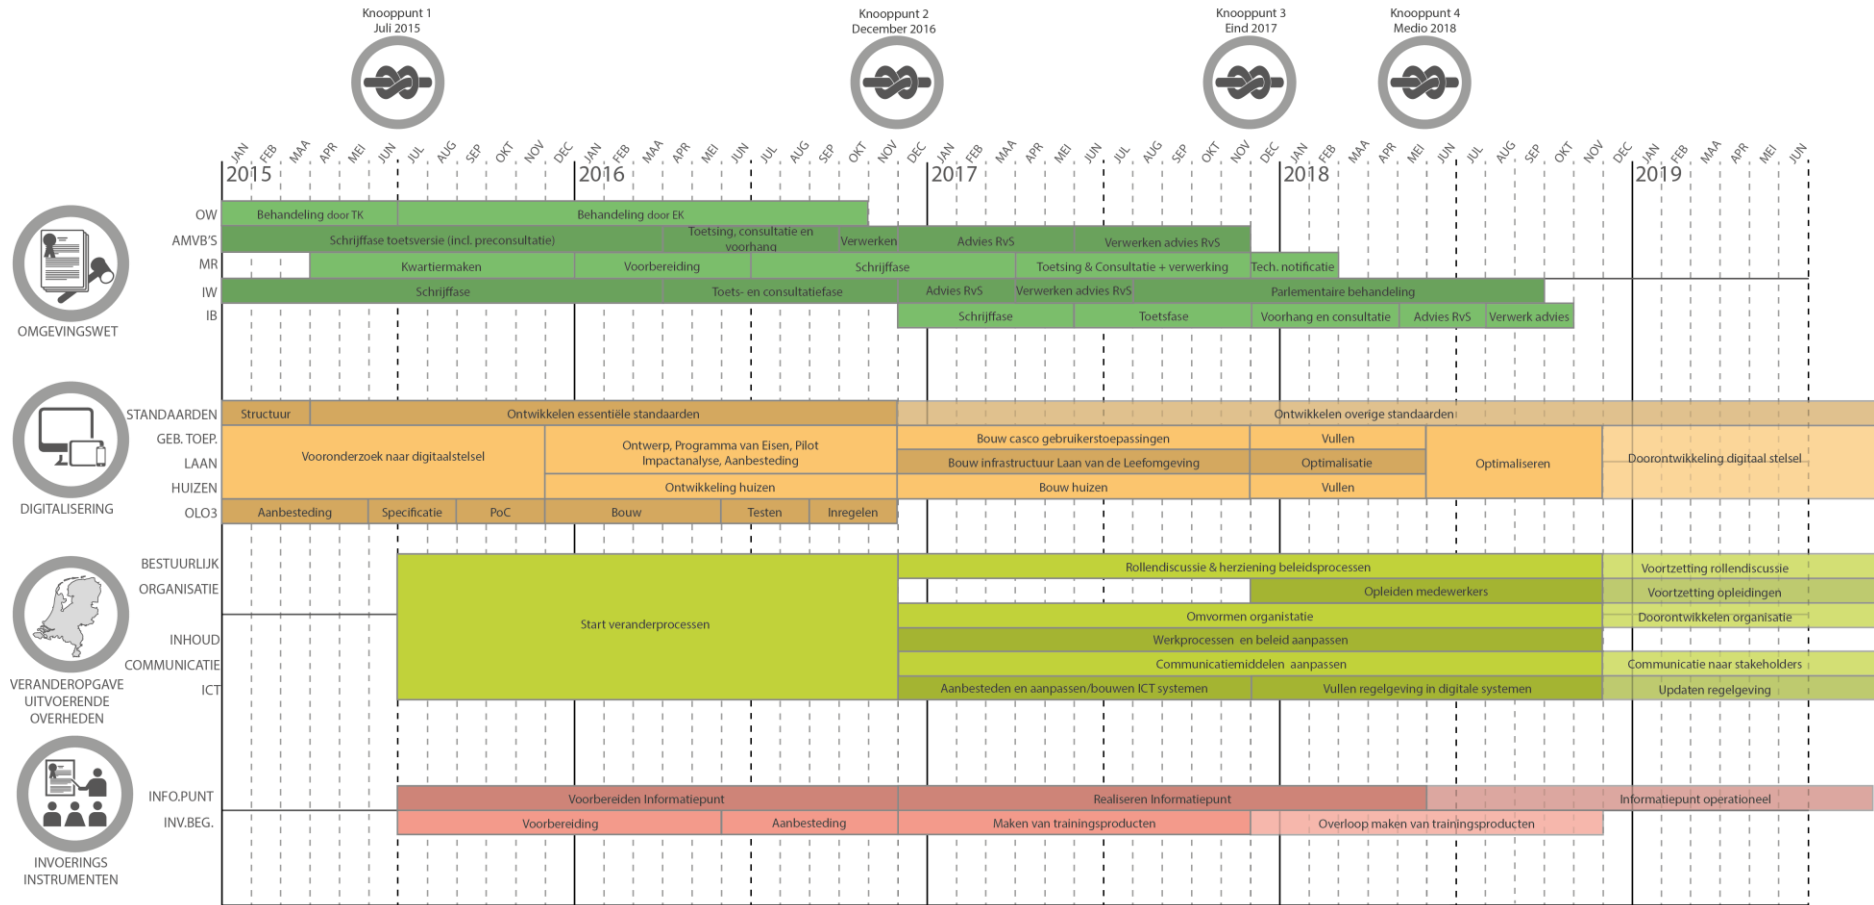 Knooppunt 1
Juli 2015
Knooppunt 2
December 2016
Knooppunt 3
Eind 2017
Knooppunt 4
Medio 2018
JAN FEB MAA APR MEI JUN JUL AUG SEP OKT NOV DEC JAN FEB MAA APR MEI JUN JUL AUG SEP OKT NOV DEC JAN FEB MAA APR MEI JUN JUL AUG SEP OKT NOV DEC JAN FEB MAA APR MEI JUN JUL AUG SEP OKT NOV DEC JAN FEB MAA APR MEI JUN
2015 2016 2017 2018 2019
OMGEVINGSWET
OW Behandeling door TK Behandeling door EK
AMVB'S Schrijffase toetsversie (incl. preconsultatie) Toetsing, consultatie en
voorhang Verwerken Advies RvS Verwerken advies RvS
MR Kwartiermaken Voorbereiding Schrijffase Toetsing & Consultatie + verwerking Tech. notificatie
IW Schrijffase Toets- en consultatiefase Advies RvS Verwerken advies RvS Parlementaire behandeling
IB Schrijffase Toetsfase Voorhang en consultatie Advies RvS Verwerk advies
DIGITALISERING
STANDAARDEN Structuur Ontwikkelen essentiële standaarden Ontwikkelen overige standaarden
GEB. TOEP. Bouw casco gebruikerstoepassingen Vullen
Vooronderzoek naar digitaalstelsel Ontwerp, Programma van Eisen, Pilot
Impactanalyse, Aanbesteding
LAAN Bouw infrastructuur Laan van de Leefomgeving Optimalisatie Optimaliseren Doorontwikkeling digitaal stelsel
HUIZEN Ontwikkeling huizen Bouw huizen Vullen
OLO3 Aanbesteding Specificatie PoC Bouw Testen Inregelen
VERANDEROPGAVE
UITVOERENDE
OVERHEDEN
BESTUURLIJK Rollendiscussie & herziening beleidsprocessen Voortzetting rollendiscussie
ORGANISATIE Opleiden medewerkers Voortzetting opleidingen
Start veranderprocessen Omvormen organistatie Doorontwikkelen organisatie
INHOUD Werkprocessen en beleid aanpassen
COMMUNICATIE Communicatiemiddelen aanpassen Communicatie naar stakeholders
ICT Aanbesteden en aanpassen/bouwen ICT systemen Vullen regelgeving in digitale systemen Updaten regelgeving
INVOERINGS
INSTRUMENTEN
INFO.PUNT Voorbereiden Informatiepunt Realiseren Informatiepunt Informatiepunt operationeel
INV.BEG. Voorbereiding Aanbesteding Maken van trainingsproducten Overloop maken van trainingsproducten